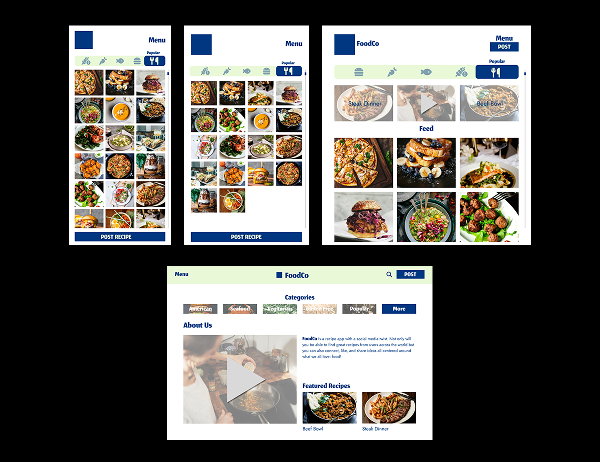 Menu
Popular
POST RECIPE
Menu
Popular
POST RECIPE
FoodCo
Menu
POST
Popular
Steak Dinner
Beef Bowl
Feed
Menu
FoodCo
POST
Categories
American
Seafood
Vegetarian
Gluten Free
Popular
More
About Us
FoodCo is a recipe app with a social media twist. Not only will
you be able to find great recipes from users across the world but
you can also connect, like, and share ideas all centered around
what we all love: food!
Featured Recipes
Beef Bowl
Steak Dinner